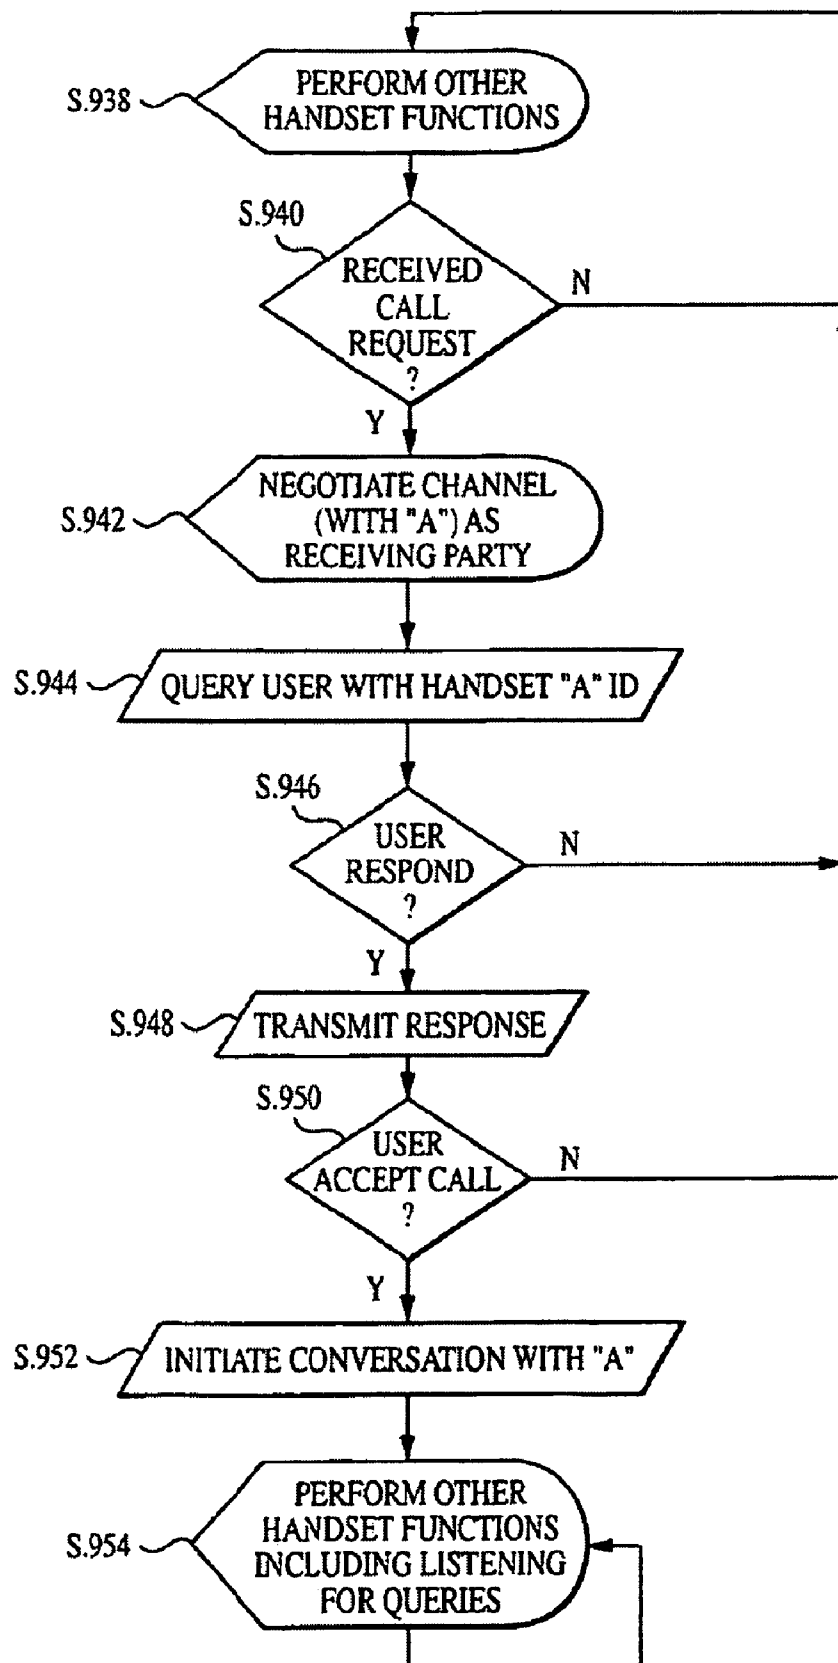 S.938
PERFORM OTHER
HANDSET FUNCTIONS
S.940
RECEIVED
CALL
REQUEST
?
N
Y
S.942
NEGOTIATE CHANNEL
(WITH "A") AS
RECEIVING PARTY
S.944
QUERY USER WITH HANDSET "A" ID
S.946
USER
RESPOND
?
N
Y
S.948
TRANSMIT RESPONSE
S.950
USER
ACCEPT CALL
?
N
Y
S.952
INITIATE CONVERSATION WITH "A"
S.954
PERFORM OTHER
HANDSET FUNCTIONS
INCLUDING LISTENING
FOR QUERIES